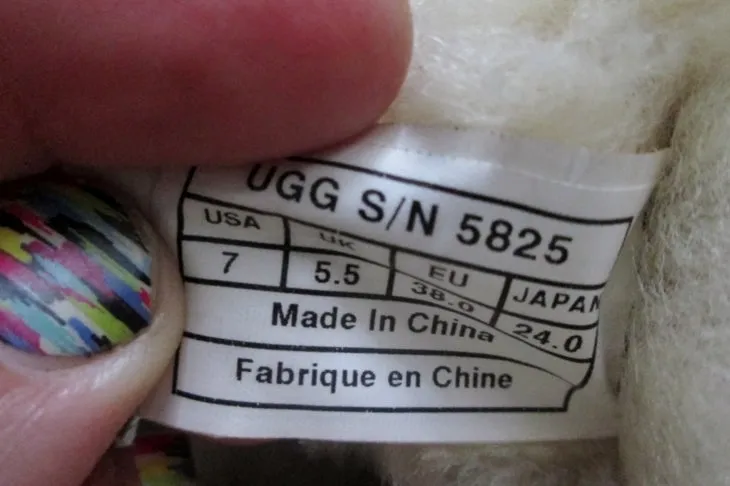 UGG S/N 5825
USA UK EU JAPAN
7 5.5 38.0 24.0
Made In China
Fabrique en Chine